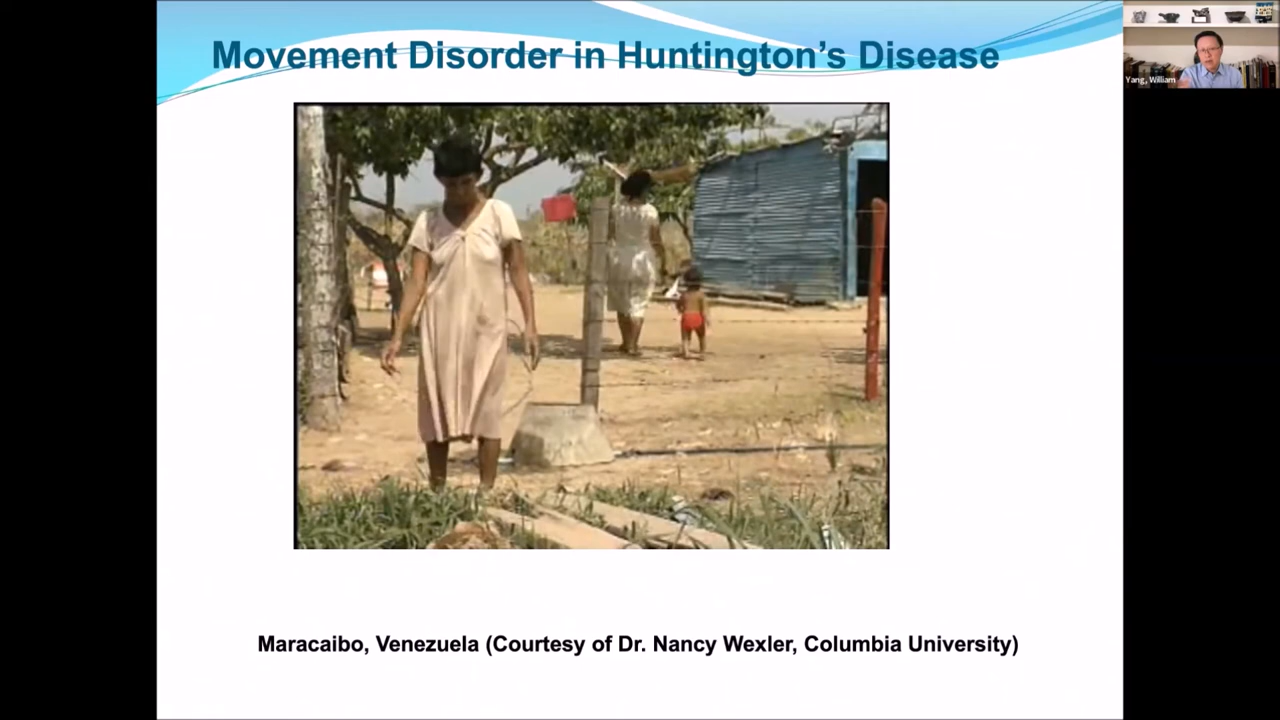 Movement Disorder in Huntington's Disease
Yang, William
Maracaibo, Venezuela (Courtesy of Dr. Nancy Wexler, Columbia University)